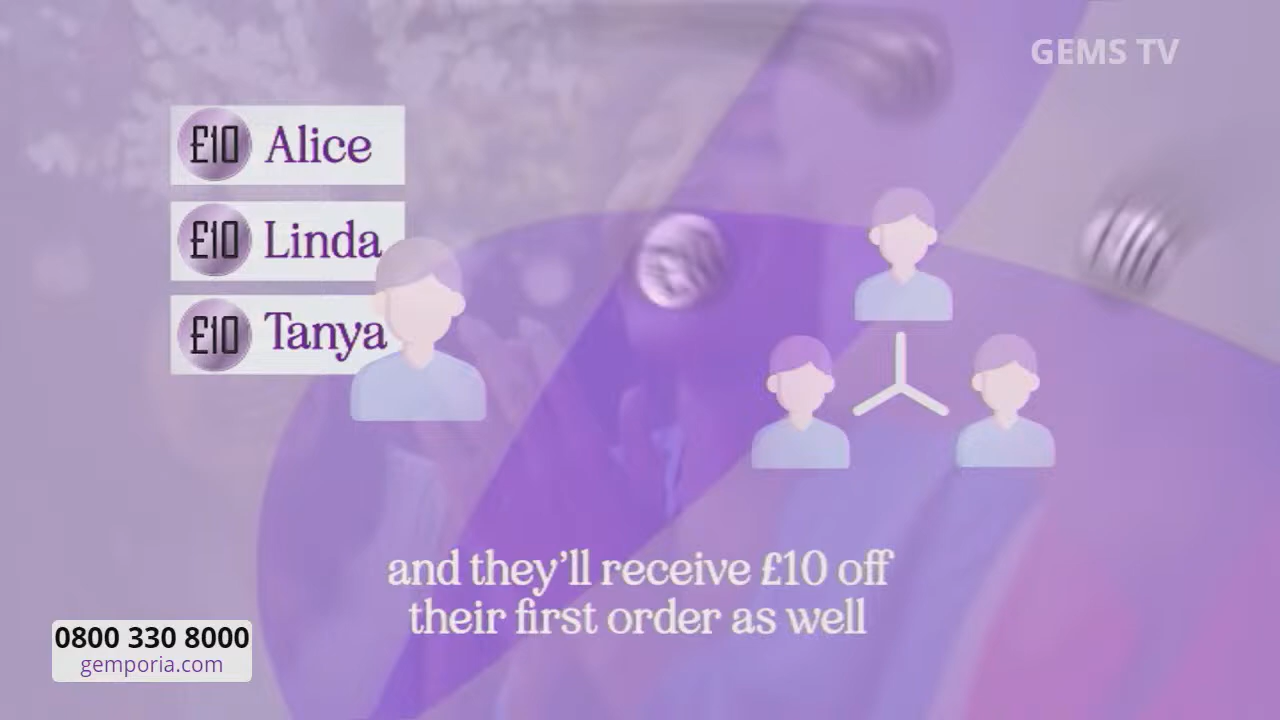 GEMS TV
£10 Alice
£10 Linda
£10 Tanya
and they'll receive £10 off
their first order as well
0800 330 8000
gemporia.com